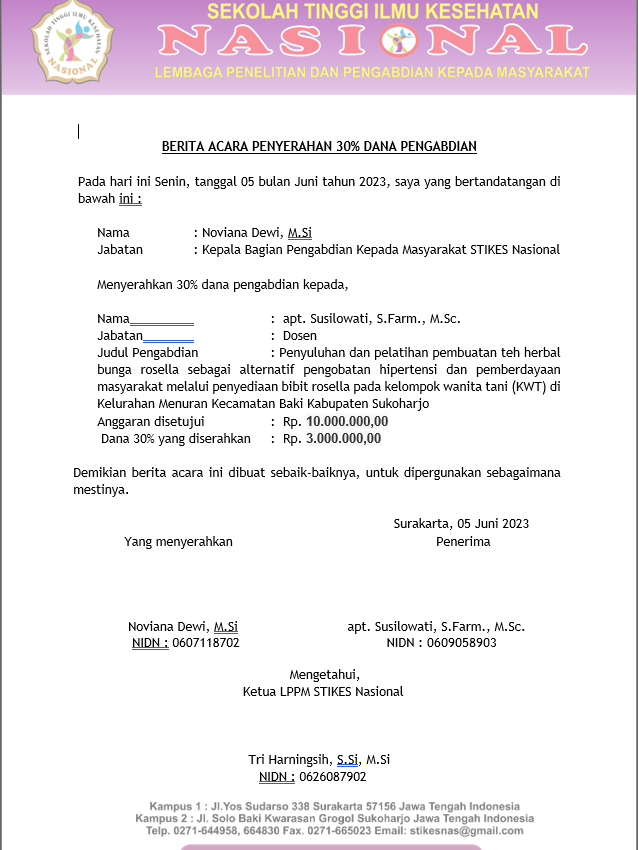 SEKOLAH TINGGI ILMU KESEHATAN
NASIONAL
LEMBAGA PENELITIAN DAN PENGABDIAN KEPADA MASYARAKAT
SEKOLAH TINGGI ILMU KESEHATAN
NASIONAL
BERITA ACARA PENYERAHAN 30% DANA PENGABDIAN
Pada hari ini Senin, tanggal 05 bulan Juni tahun 2023, saya yang bertandatangan di
bawah ini :
Nama : Noviana Dewi, M.Si
Jabatan : Kepala Bagian Pengabdian Kepada Masyarakat STIKES Nasional
Menyerahkan 30% dana pengabdian kepada,
Nama : apt. Susilowati, S.Farm., M.Sc.
Jabatan : Dosen
Judul Pengabdian : Penyuluhan dan pelatihan pembuatan teh herbal
bunga rosella sebagai alternatif pengobatan hipertensi dan pemberdayaan
masyarakat melalui penyediaan bibit rosella pada kelompok wanita tani (KWT) di
Kelurahan Menuran Kecamatan Baki Kabupaten Sukoharjo
Anggaran disetujui : Rp. 10.000.000,00
Dana 30% yang diserahkan : Rp. 3.000.000,00
Demikian berita acara ini dibuat sebaik-baiknya, untuk dipergunakan sebagaimana
mestinya.
Surakarta, 05 Juni 2023
Yang menyerahkan Penerima
Noviana Dewi, M.Si apt. Susilowati, S.Farm., M.Sc.
NIDN : 0607118702 NIDN : 0609058903
Mengetahui,
Ketua LPPM STIKES Nasional
Tri Harningsih, S.Si, M.Si
NIDN : 0626087902
Kampus 1 : Jl.Yos Sudarso 338 Surakarta 57156 Jawa Tengah Indonesia
Kampus 2 : Jl. Solo Baki Kwarasan Grogol Sukoharjo Jawa Tengah Indonesia
Telp. 0271-644958, 664830 Fax. 0271-665023 Email: stikesnas@gmail.com